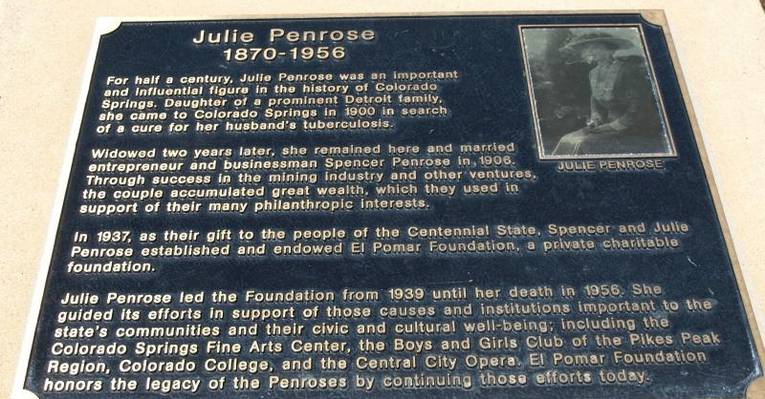 Julie Penrose
1870-1956
For half a century, Julie Penrose was an important
and influential figure in the history of Colorado
Springs. Daughter of a prominent Detroit family,
she came to Colorado Springs in 1900 in search
of a cure for her husband's tuberculosis.
JULIE PENROSE
Widowed two years later, she remained here and married
entrepreneur and businessman Spencer Penrose in 1906.
Through success in the mining industry and other ventures,
the couple accumulated great wealth, which they used in
support of their many philanthropic interests.
In 1937, as their gift to the people of the Centennial State, Spencer and Julie
Penrose established and endowed El Pomar Foundation, a private charitable
foundation.
Julie Penrose led the Foundation from 1939 until her death in 1956. She
guided its efforts in support of those causes and institutions important to the
state's communities and their civic and cultural well-being; including the
Colorado Springs Fine Arts Center, the Boys and Girls Club of the Pikes Peak
Region, Colorado College, and the Central City Opera. El Pomar Foundation
honors the legacy of the Penroses by continuing those efforts today.